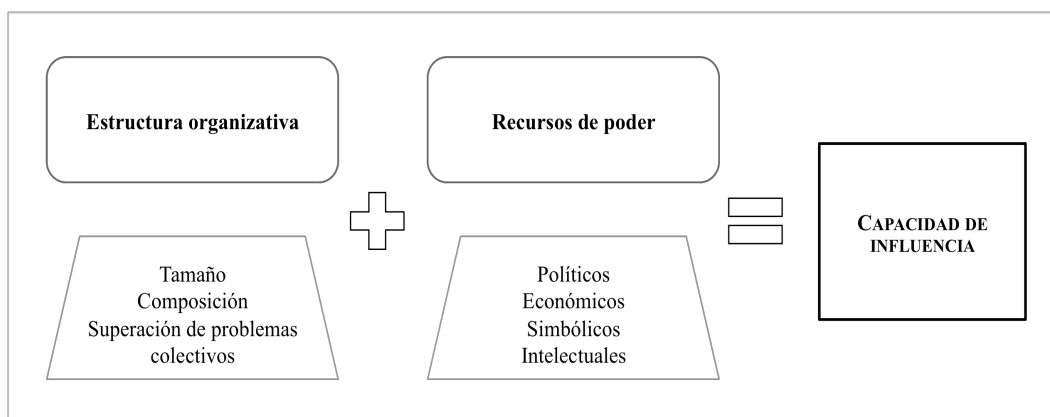 Estructura organizativa
Tamaño
Composición
Superación de problemas
colectivos
Recursos de poder
Políticos
Económicos
Simbólicos
Intelectuales
CAPACIDAD DE
INFLUENCIA